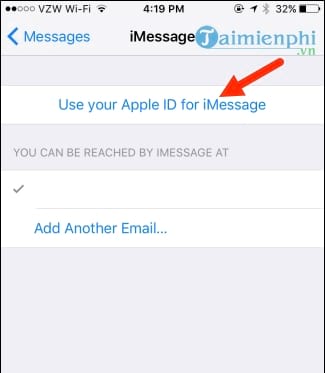 VZW Wi-Fi 4:19 PM 32%
Messages iMessage Taimienphi
.vn
Use your Apple ID for iMessage
YOU CAN BE REACHED BY IMESSAGE AT
Add Another Email...